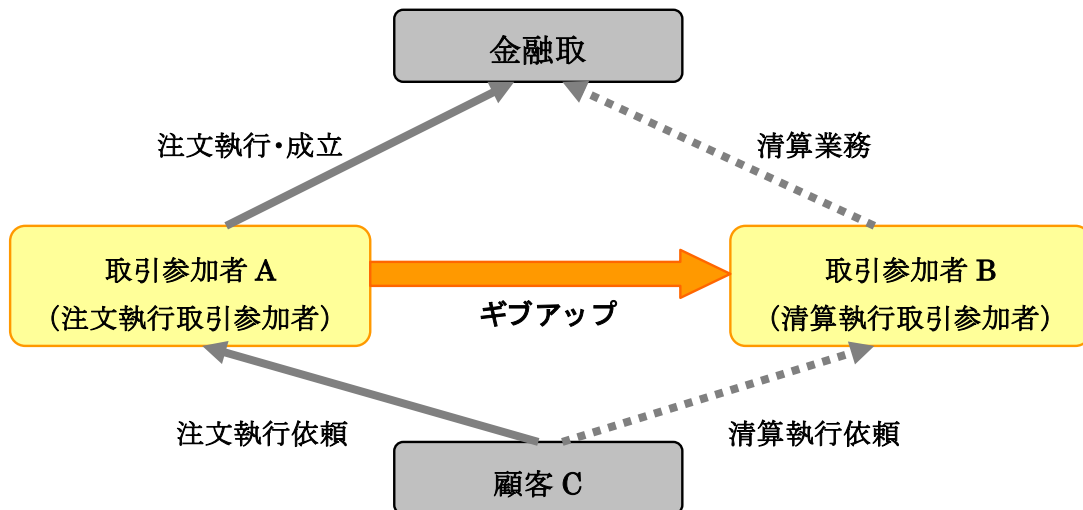 金融取
注文執行・成立
清算業務
取引参加者 A
（注文執行取引参加者）
ギブアップ
取引参加者 B
（清算執行取引参加者）
注文執行依頼
清算執行依頼
顧客 C